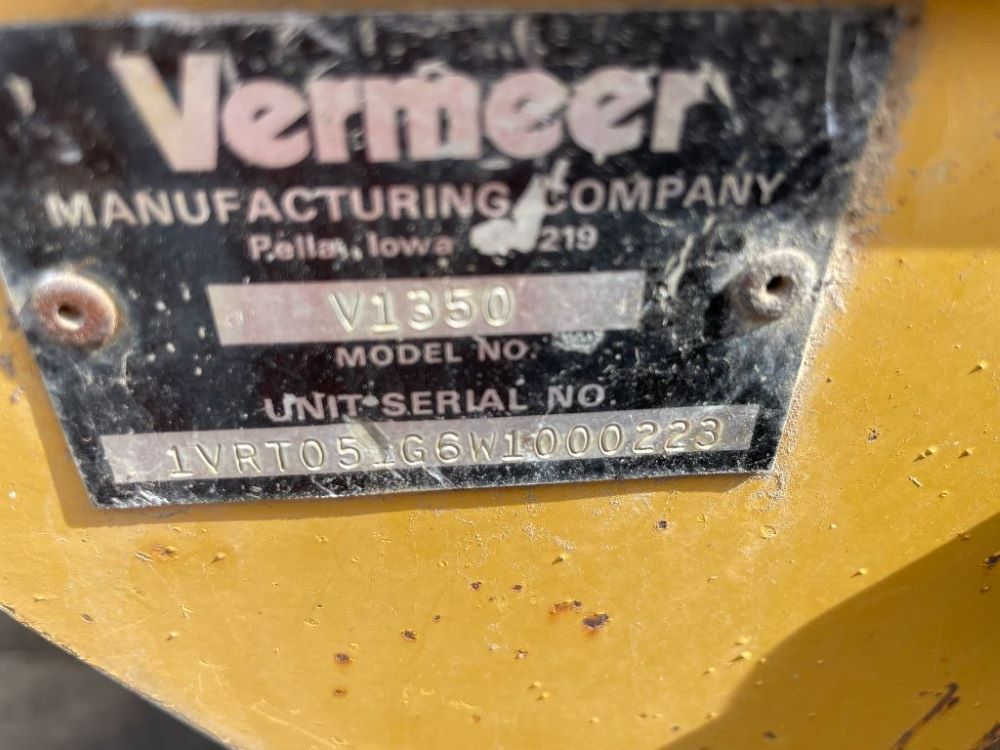 Vermeer
MANUFACTURING COMPANY
Pella, Iowa
V1350
MODEL NO.
UNIT SERIAL NO.
1VRT051G6W1000223